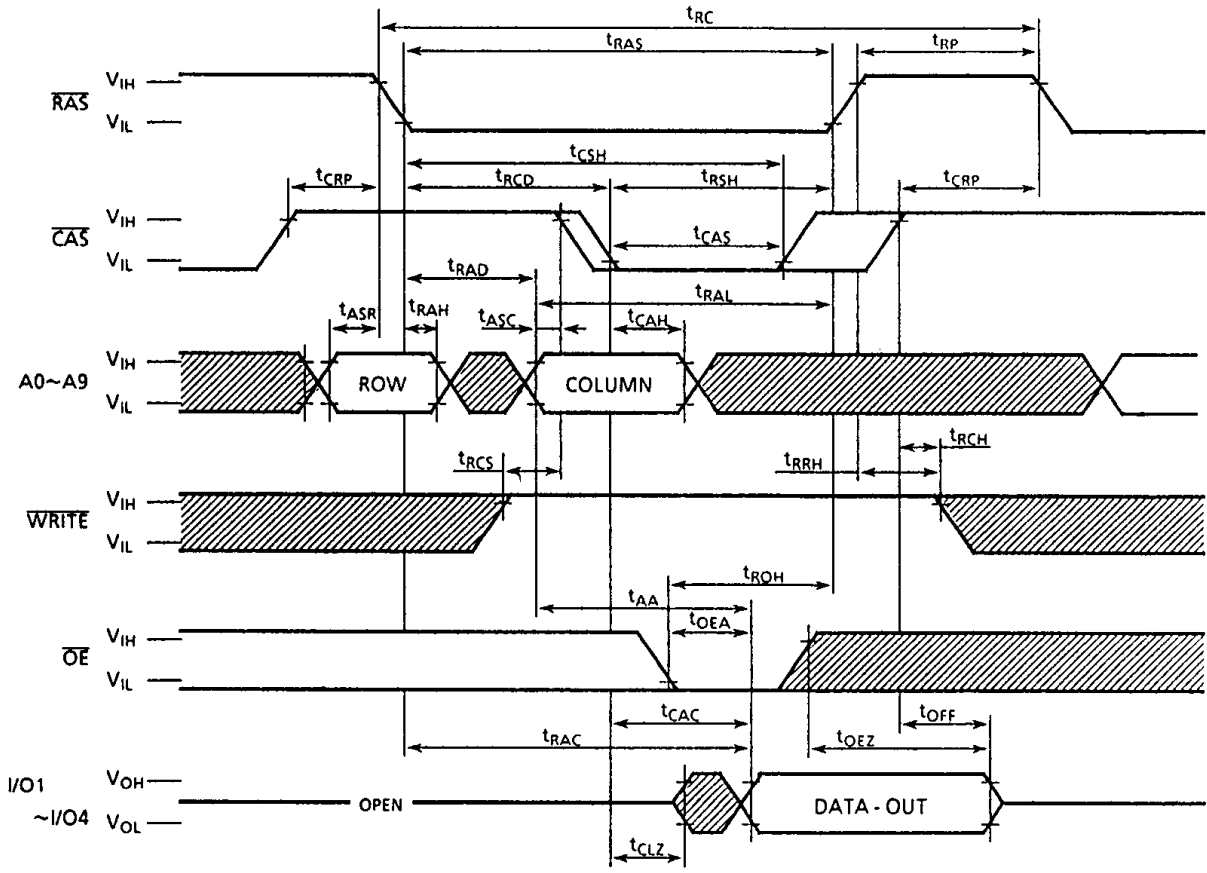 tRC
tRAS
tRP
RAS
VIH
VIL
tCSH
tCRP
tRCD
tRSH
tCRP
CAS
VIH
VIL
tCAS
tRAD
tRAL
tASR
tRAH
tASC
tCAH
A0~A9
VIH
VIL
ROW
COLUMN
tRCS
tRRH
tRCH
WRITE
VIH
VIL
tROH
tAA
tOEA
OE
VIH
VIL
tCAC
tOFF
tRAC
tOEZ
I/O1
~I/O4
VOH
VOL
OPEN
DATA - OUT
tCLZ